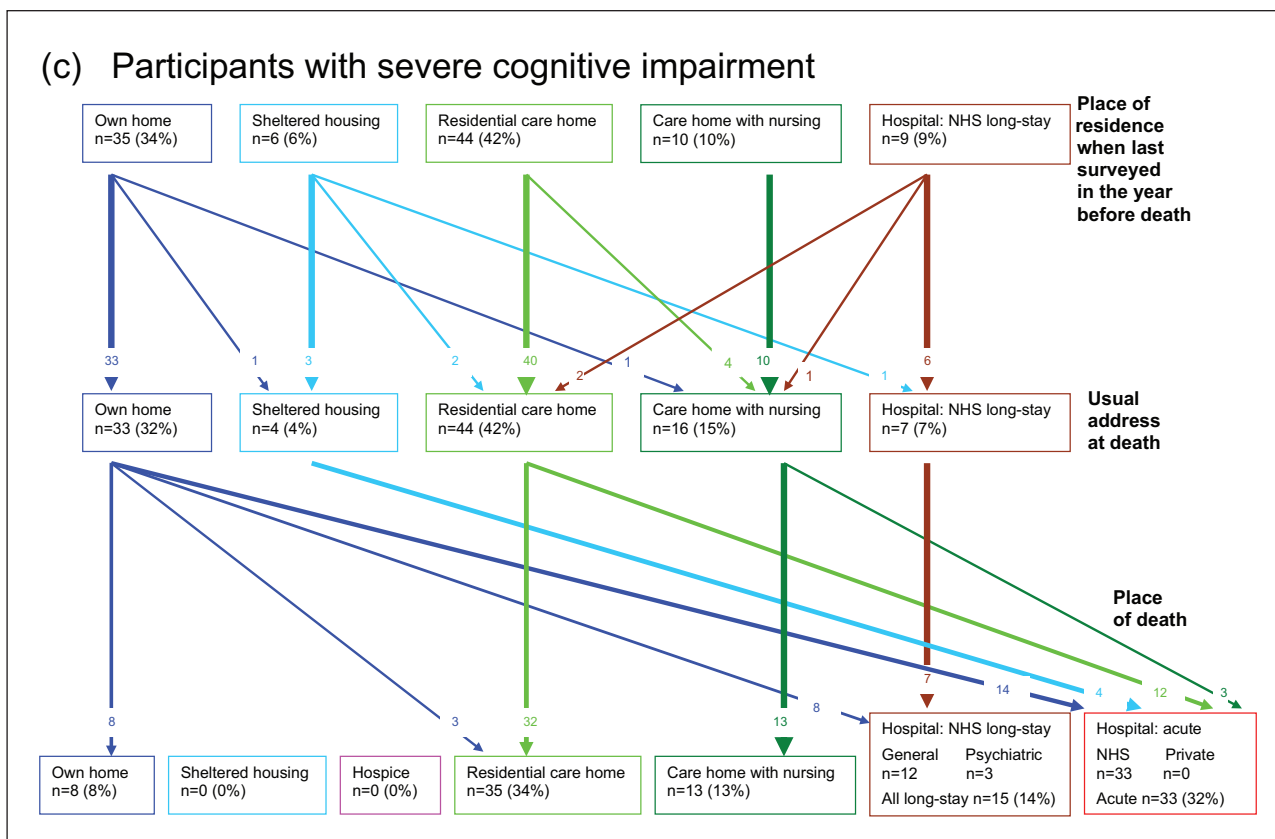 (c) Participants with severe cognitive impairment
Own home
n=35 (34%)
Sheltered housing
n=6 (6%)
Residential care home
n=44 (42%)
Care home with nursing
n=10 (10%)
Hospital: NHS long-stay
n=9 (9%)
Place of
residence
when last
surveyed
in the year
before death
33
1
3
2
40
2
1
4
10
1
1
6
Own home
n=33 (32%)
Sheltered housing
n=4 (4%)
Residential care home
n=44 (42%)
Care home with nursing
n=16 (15%)
Hospital: NHS long-stay
n=7 (7%)
Usual
address
at death
Place
of death
8
3
32
13
8
7
14
4
12
3
Own home
n=8 (8%)
Sheltered housing
n=0 (0%)
Hospice
n=0 (0%)
Residential care home
n=35 (34%)
Care home with nursing
n=13 (13%)
Hospital: NHS long-stay
General Psychiatric
n=12 n=3
All long-stay n=15 (14%)
Hospital: acute
NHS Private
n=33 n=0
Acute n=33 (32%)